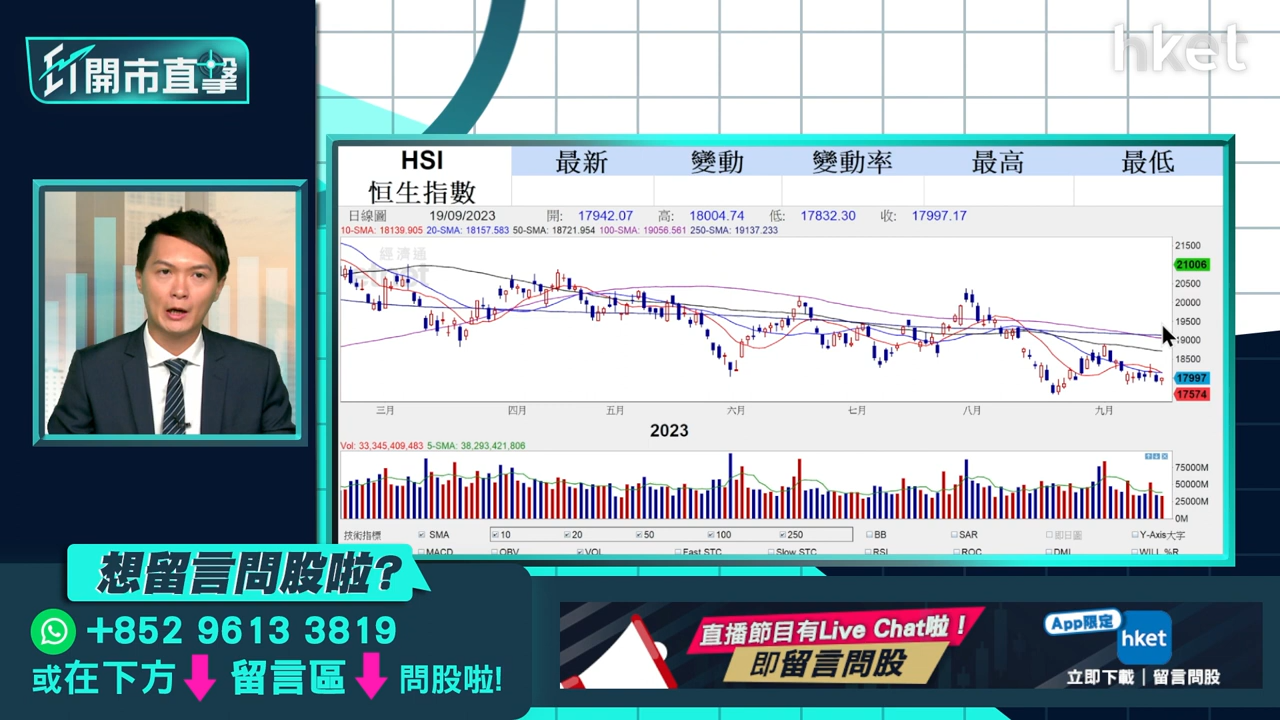 開市直擊
hket
HSI 最新 變動 變動率 最高 最低
恒生指數
日線圖 19/09/2023 開: 17942.07 高: 18004.74 低: 17832.30 收: 17997.17
10-SMA: 18139.905 20-SMA: 18157.583 50-SMA: 18721.954 100-SMA: 19056.561 250-SMA: 19137.233
經濟通
21500
21006
20500
20000
19500
19000
18500
17997
17574
三月 四月 五月 六月 七月 八月 九月
2023
Vol: 33,345,409,483 5-SMA: 38,293,421,806
75000M
50000M
25000M
0M
技術指標 SMA 10 20 50 100 250 BB SAR 即日圖 Y-Axis大字
MACD OBV VOL Fast STC Slow STC RSI ROC DMI WILL %R
想留言問股啦?
+852 9613 3819
或在下方 留言區 問股啦!
直播節目有Live Chat啦!
即留言問股
App限定
hket
立即下載|留言問股